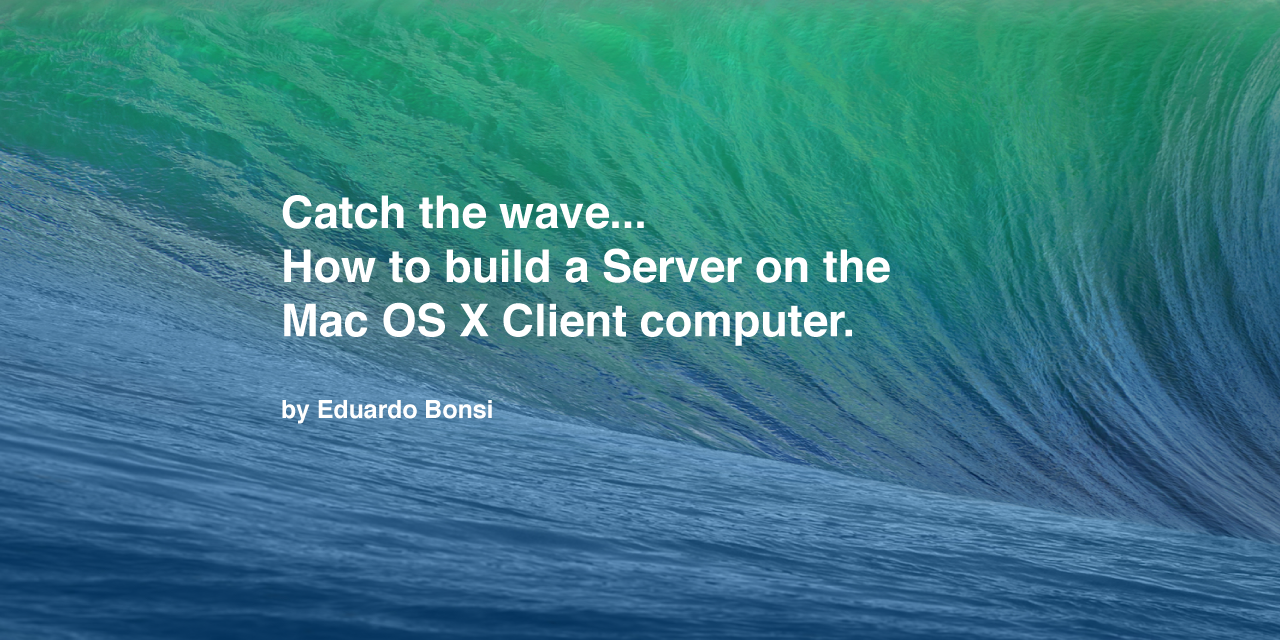 Catch the wave...
How to build a Server on the
Mac OS X Client computer.
by Eduardo Bonsi